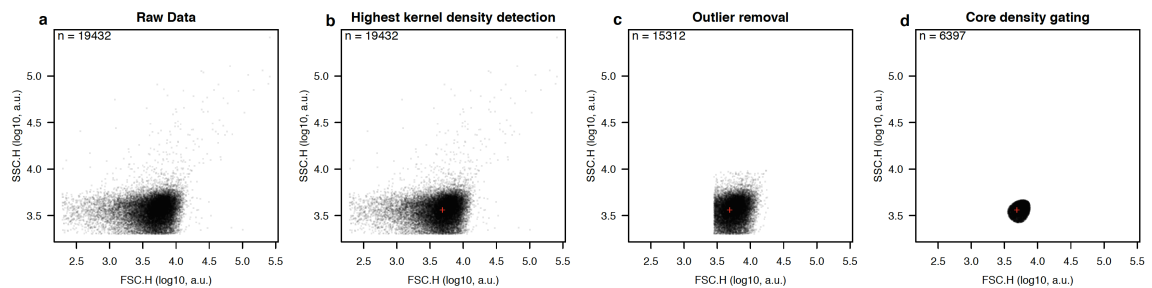 a Raw Data
n = 19432
5.0
4.5
4.0
3.5
SSC.H (log10, a.u.)
2.5 3.0 3.5 4.0 4.5 5.0 5.5
FSC.H (log10, a.u.)
b Highest kernel density detection
n = 19432
5.0
4.5
4.0
3.5
SSC.H (log10, a.u.)
2.5 3.0 3.5 4.0 4.5 5.0 5.5
FSC.H (log10, a.u.)
c Outlier removal
n = 15312
5.0
4.5
4.0
3.5
SSC.H (log10, a.u.)
2.5 3.0 3.5 4.0 4.5 5.0 5.5
FSC.H (log10, a.u.)
d Core density gating
n = 6397
5.0
4.5
4.0
3.5
SSC.H (log10, a.u.)
2.5 3.0 3.5 4.0 4.5 5.0 5.5
FSC.H (log10, a.u.)